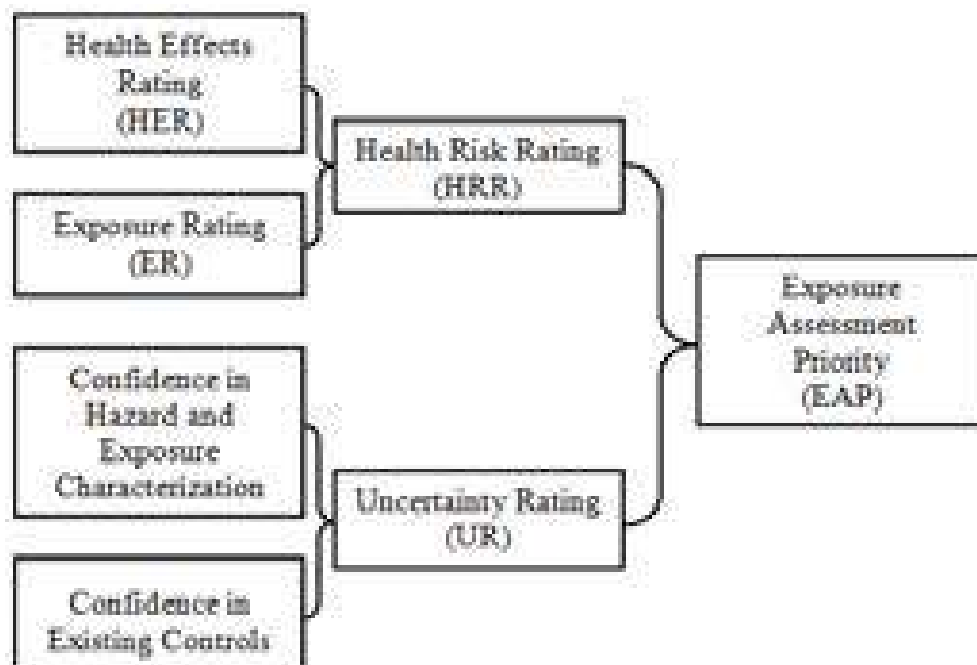 Health Effects
Rating
(HER)
Health Risk Rating
(HRR)
Exposure Rating
(ER)
Exposure
Assessment
Priority
(EAP)
Confidence in
Hazard and
Exposure
Characterization
Uncertainty Rating
(UR)
Confidence in
Existing Controls